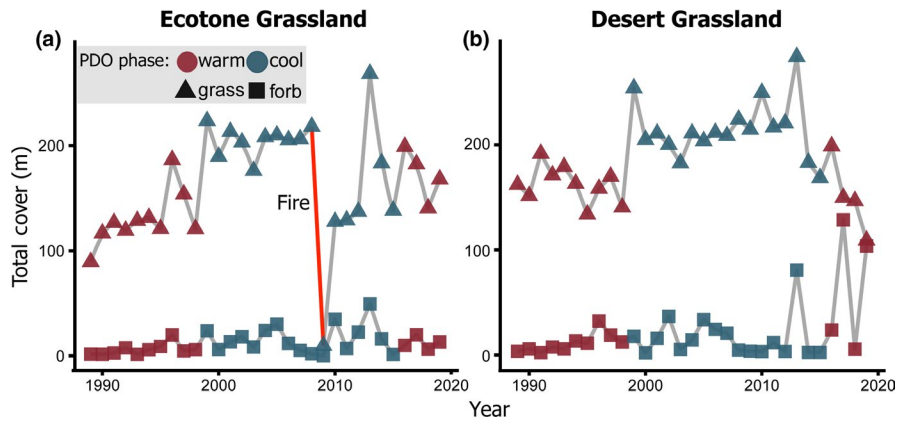 Ecotone Grassland
Desert Grassland
(a)
(b)
PDO phase: warm cool
grass forb
Total cover (m)
200
100
0
Fire
200
100
0
1990 2000 2010 2020
1990 2000 2010 2020
Year